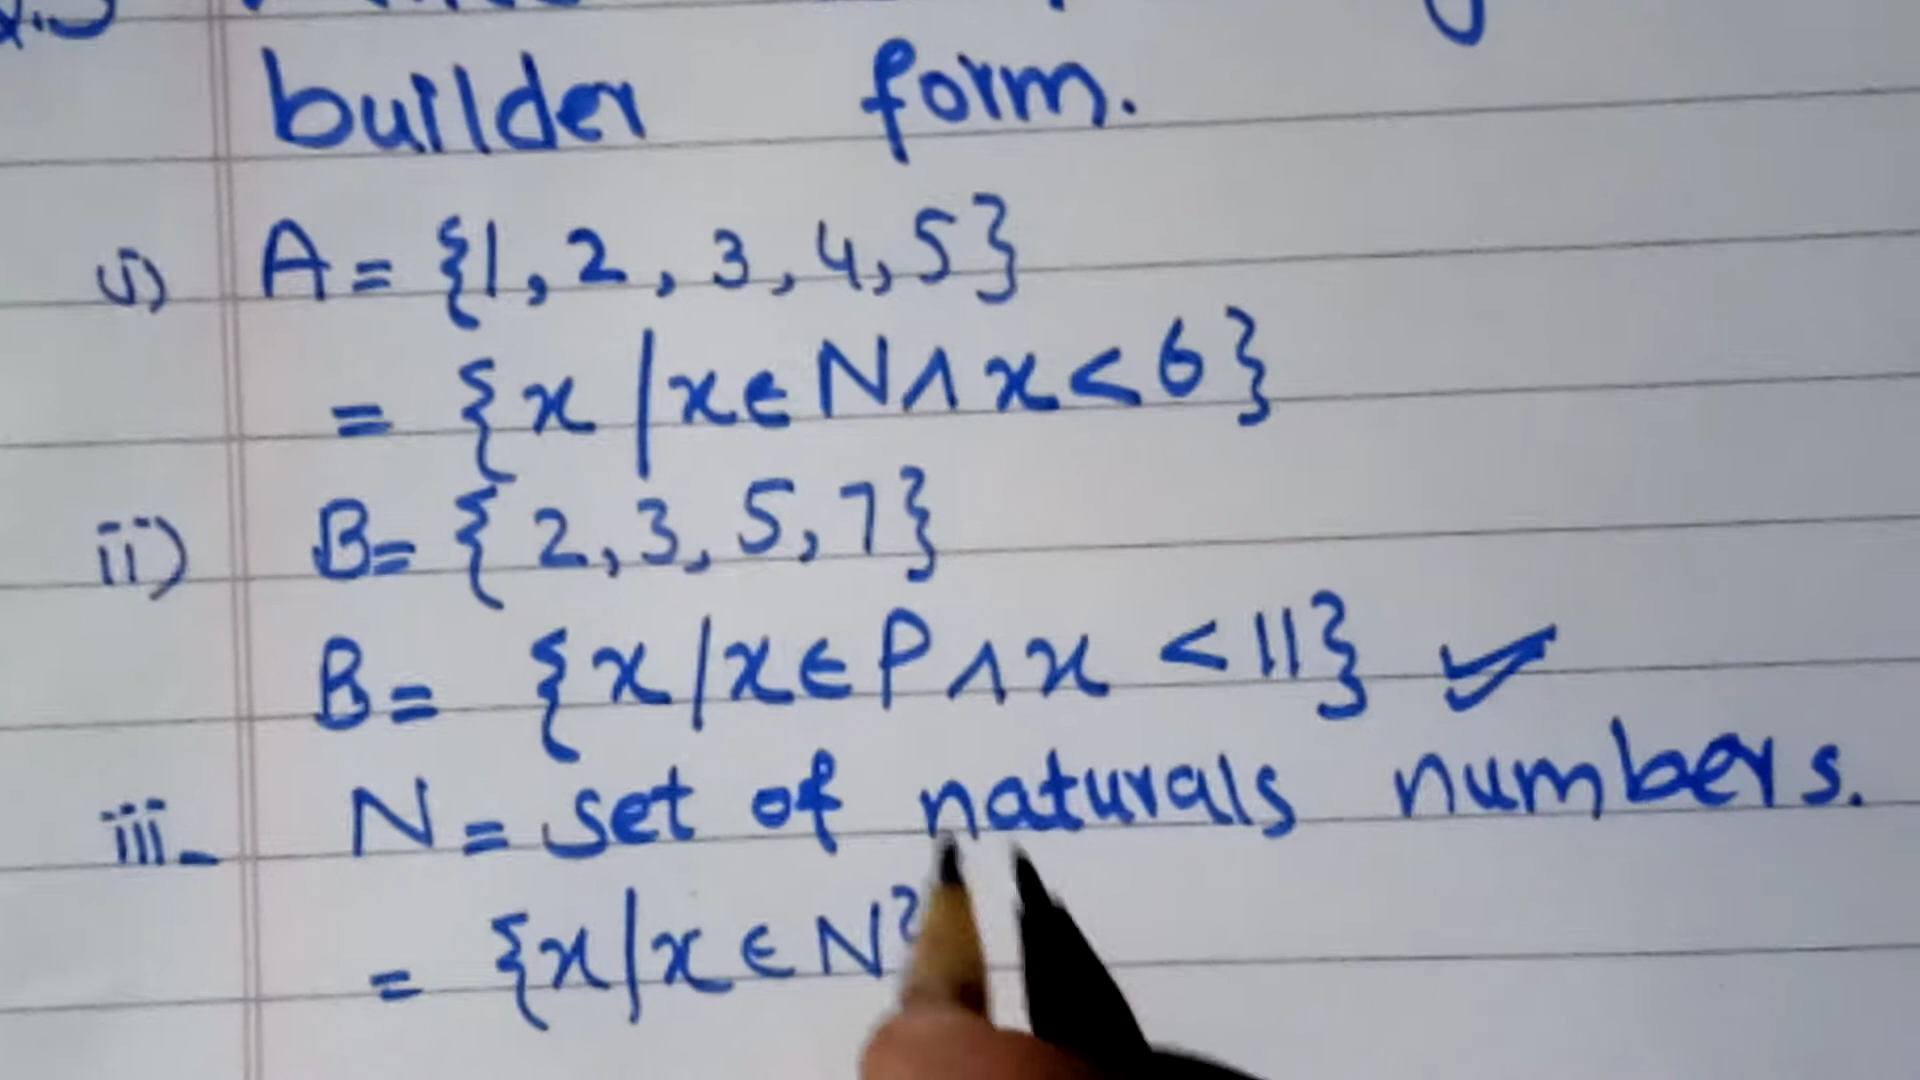 builder form.
i) A = {1, 2, 3, 4, 5}
= {x | x ∈ N ∧ x < 6}
ii) B = {2, 3, 5, 7}
B = {x / x ∈ P ∧ x < 11} ✓
iii- N = set of naturals numbers.
= {x | x ∈ N}